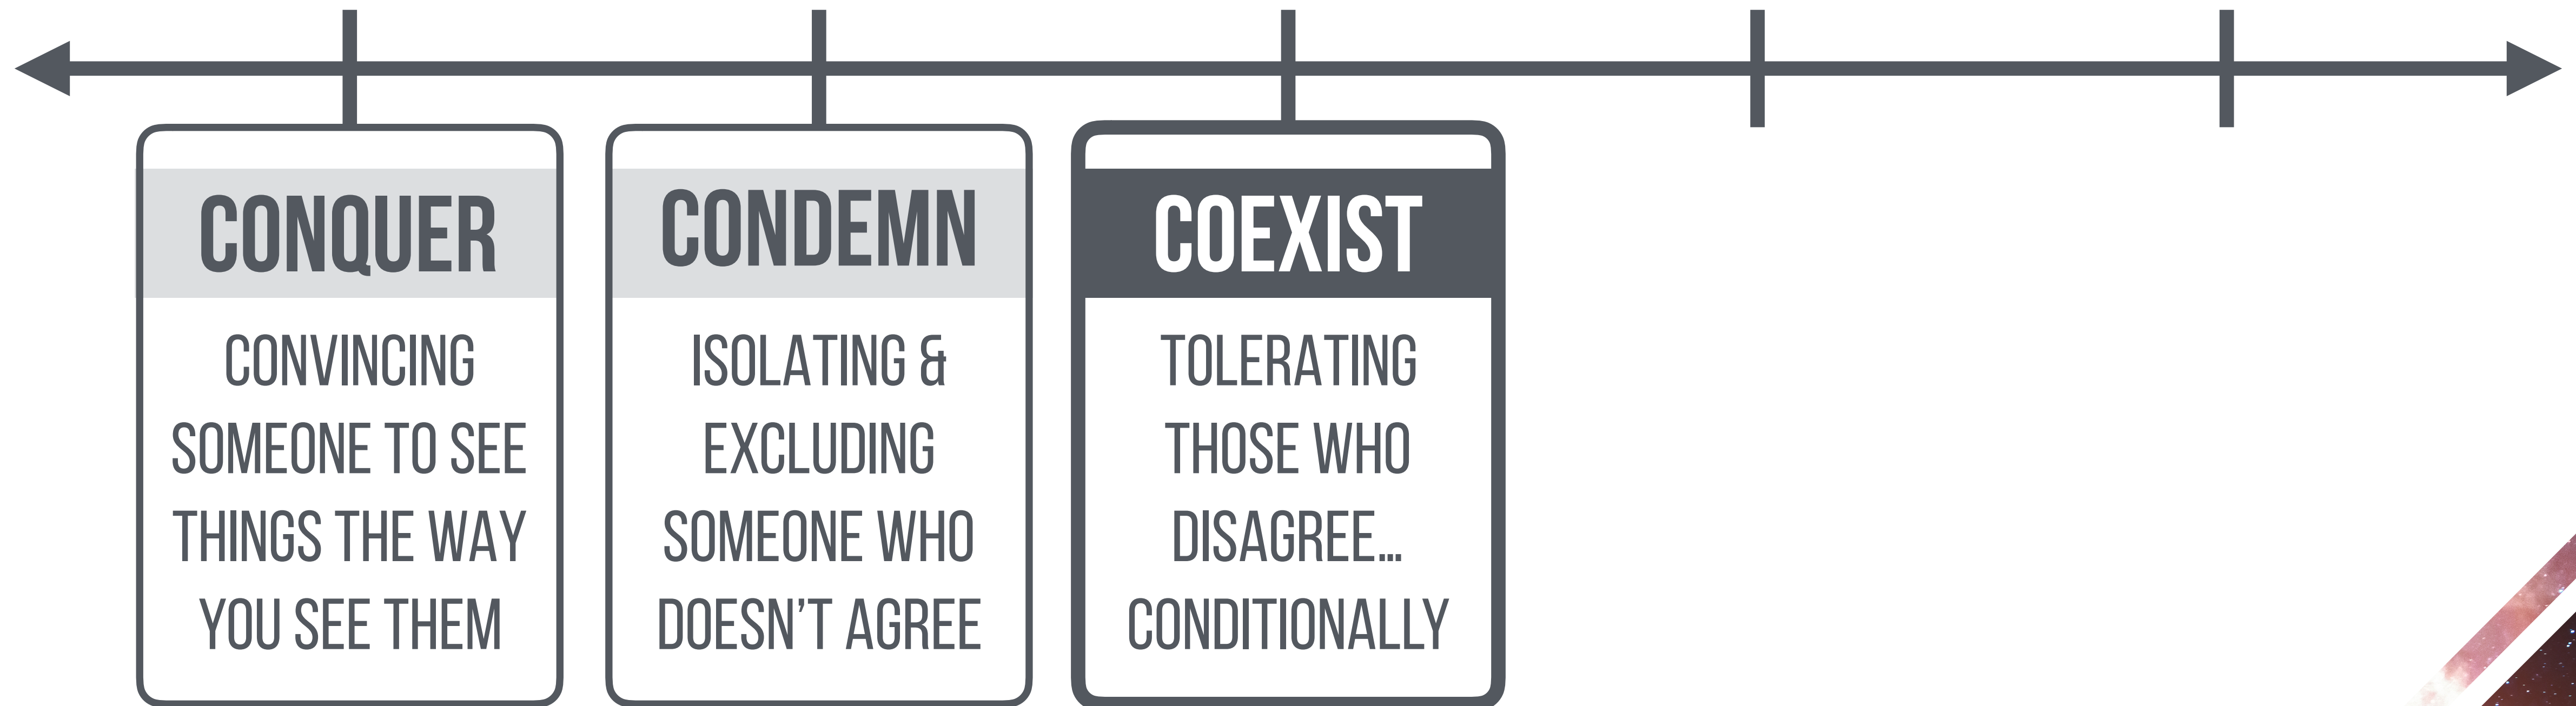 CONQUER
CONVINCING
SOMEONE TO SEE
THINGS THE WAY
YOU SEE THEM
CONDEMN
ISOLATING &
EXCLUDING
SOMEONE WHO
DOESN'T AGREE
COEXIST
TOLERATING
THOSE WHO
DISAGREE...
CONDITIONALLY